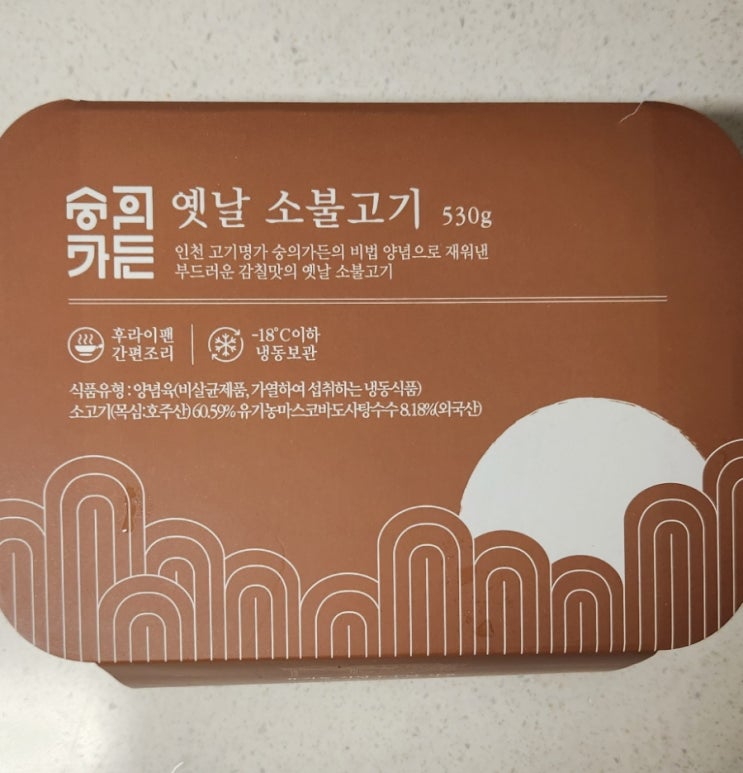 숭의
가든
옛날 소불고기 530g
인천 고기명가 숭의가든의 비법 양념으로 재워낸
부드러운 감칠맛의 옛날 소불고기
후라이팬
간편조리
-18°C이하
냉동보관
식품유형 : 양념육(비살균제품, 가열하여 섭취하는 냉동식품)
소고기(목심:호주산) 60.59% 유기농마스코바도사탕수수 8.18%(외국산)